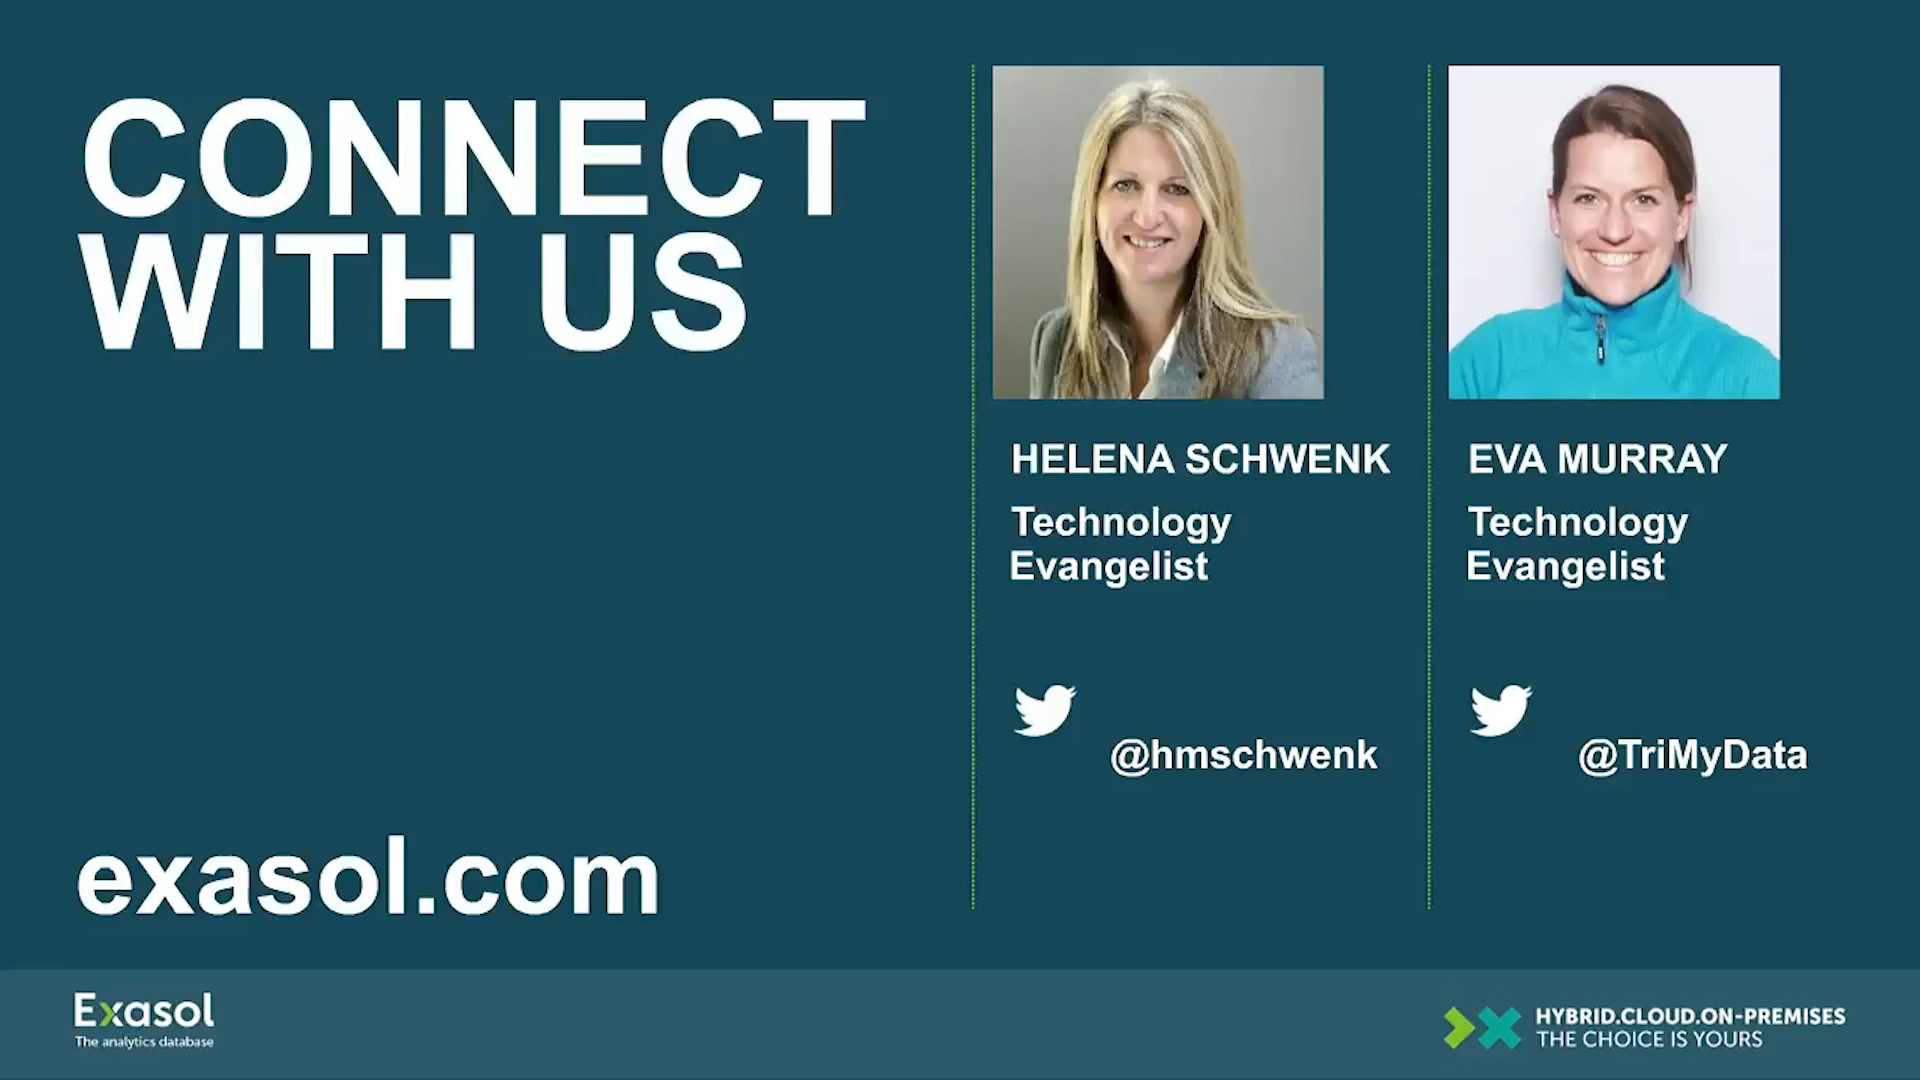 CONNECT
WITH US
exasol.com
HELENA SCHWENK
Technology
Evangelist
@hmschwenk
EVA MURRAY
Technology
Evangelist
@TriMyData
Exasol
The analytics database
HYBRID.CLOUD.ON-PREMISES
THE CHOICE IS YOURS